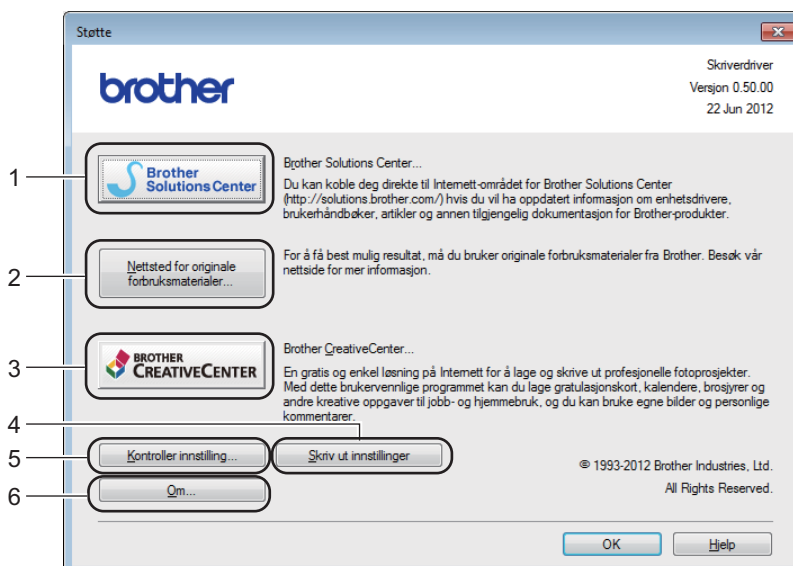 Støtte
brother
Skriverdriver
Versjon 0.50.00
22 Jun 2012
1
Brother
Solutions Center
Brother Solutions Center...
Du kan koble deg direkte til Internett-området for Brother Solutions Center
(http://solutions.brother.com/) hvis du vil ha oppdatert informasjon om enhetsdrivere,
brukerhåndbøker, artikler og annen tilgjengelig dokumentasjon for Brother-produkter.
2
Nettsted for originale
forbruksmaterialer...
For å få best mulig resultat, må du bruker originale forbruksmaterialer fra Brother. Besøk vår
nettside for mer informasjon.
3
BROTHER
CREATIVECENTER
Brother CreativeCenter...
En gratis og enkel løsning på Internett for å lage og skrive ut profesjonelle fotoprosjekter.
Med dette brukervennlige programmet kan du lage gratulasjonskort, kalendere, brosjyrer og
andre kreative oppgaver til jobb- og hjemmebruk, og du kan bruke egne bilder og personlige
kommentarer.
4
5
Kontroller innstilling...
Skriv ut innstillinger
6
Om...
© 1993-2012 Brother Industries, Ltd.
All Rights Reserved.
OK
Hjelp